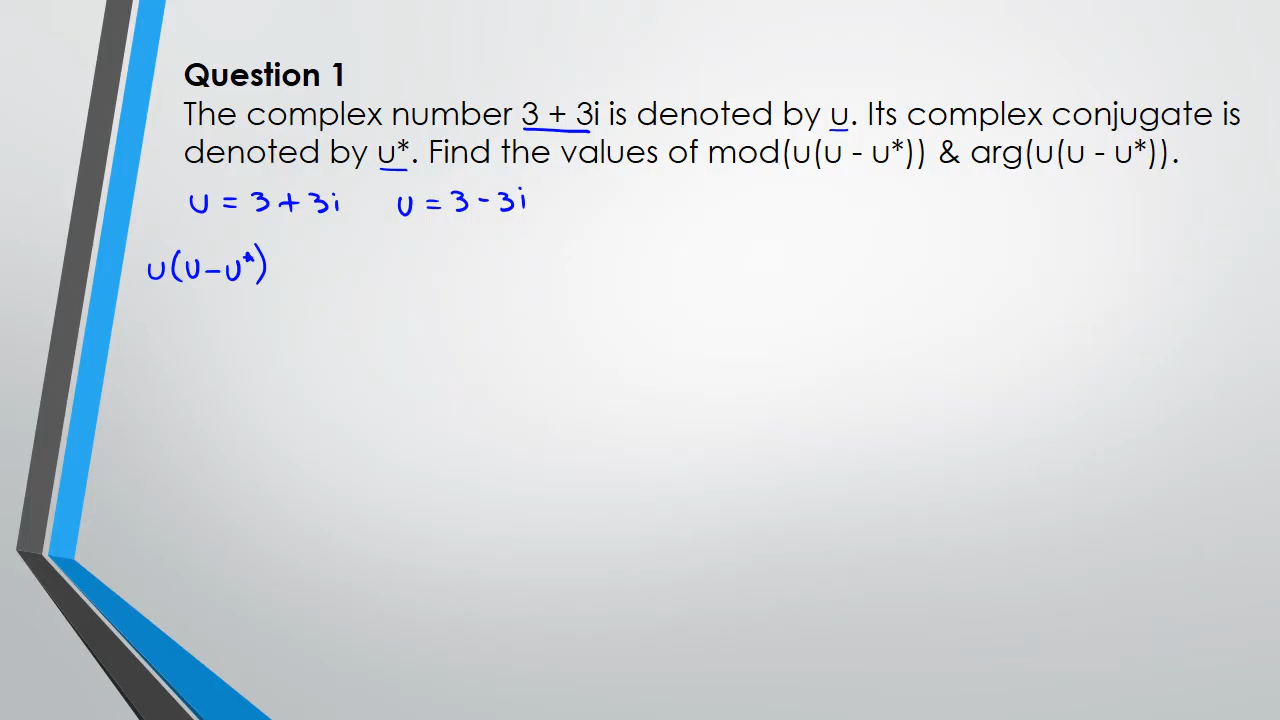 Question 1
The complex number 3 + 3i is denoted by u. Its complex conjugate is
denoted by u*. Find the values of mod(u(u - u*)) & arg(u(u - u*)).
u = 3 + 3i u = 3 - 3i
u(u - u*)